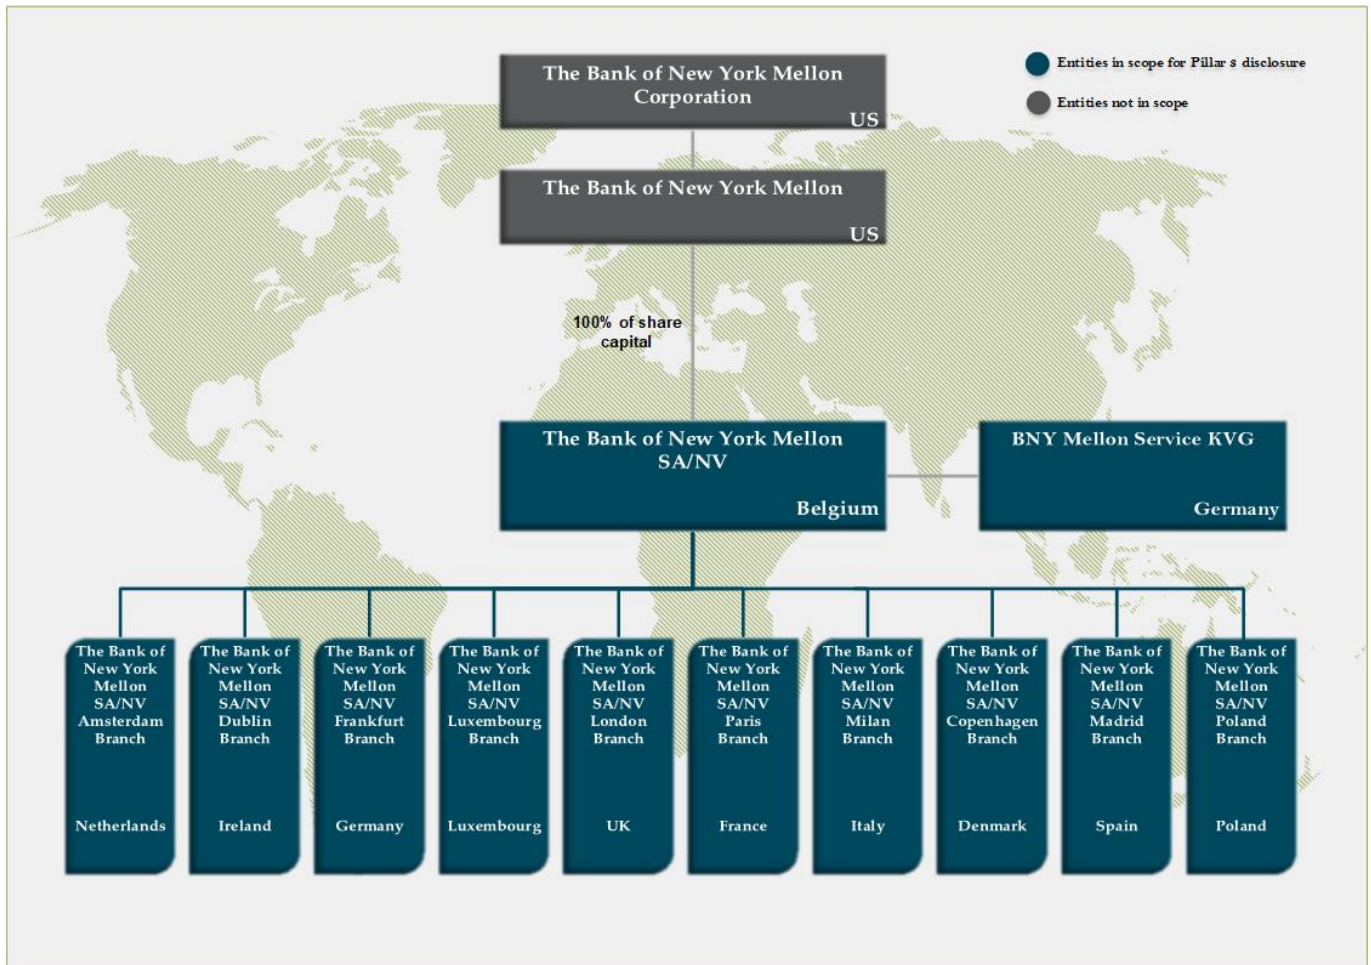 The Bank of New York Mellon
Corporation
US
Entities in scope for Pillar 3 disclosure
Entities not in scope
The Bank of New York Mellon
US
100% of share
capital
The Bank of New York Mellon
SA/NV
Belgium
BNY Mellon Service KVG
Germany
The Bank of
New York
Mellon
SA/NV
Amsterdam
Branch
Netherlands
The Bank of
New York
Mellon
SA/NV
Dublin
Branch
Ireland
The Bank of
New York
Mellon
SA/NV
Frankfurt
Branch
Germany
The Bank of
New York
Mellon
SA/NV
Luxembourg
Branch
Luxembourg
The Bank of
New York
Mellon
SA/NV
London
Branch
UK
The Bank of
New York
Mellon
SA/NV
Paris
Branch
France
The Bank of
New York
Mellon
SA/NV
Milan
Branch
Italy
The Bank of
New York
Mellon
SA/NV
Copenhagen
Branch
Denmark
The Bank of
New York
Mellon
SA/NV
Madrid
Branch
Spain
The Bank of
New York
Mellon
SA/NV
Poland
Branch
Poland